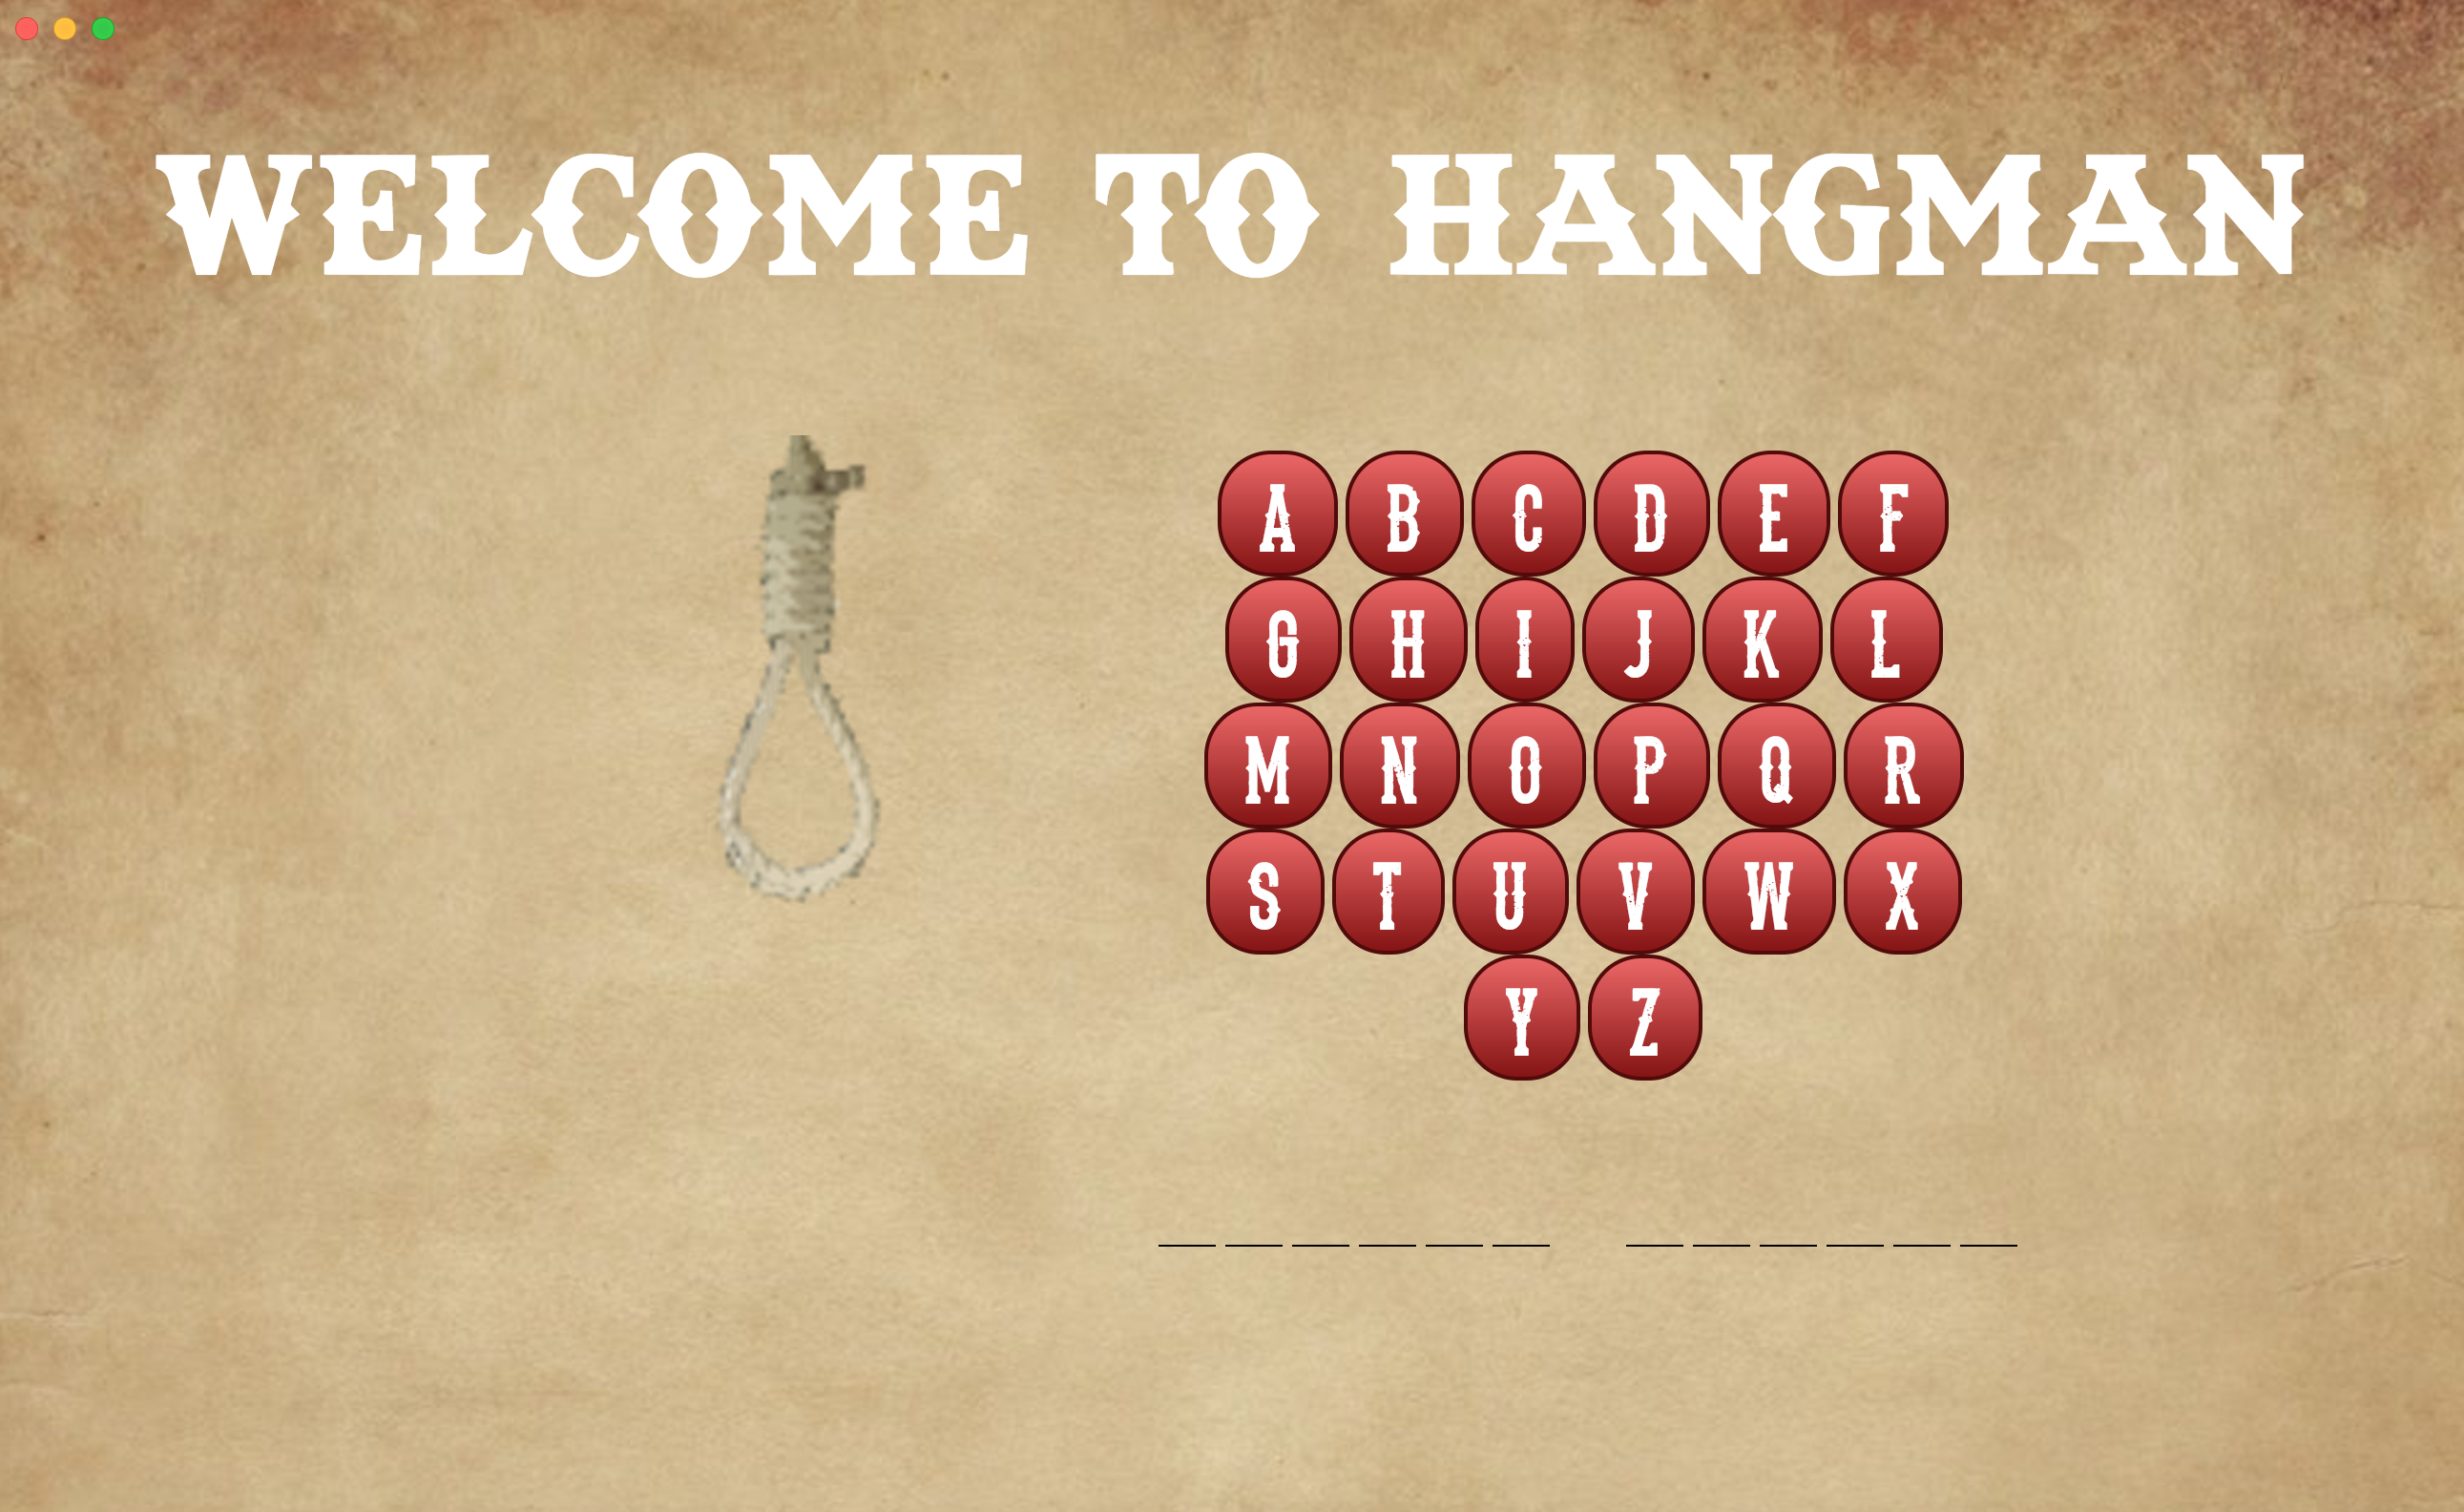 WELCOME TO HANGMAN
A B C D E F
G H I J K L
M N O P Q R
S T U V W X
Y Z